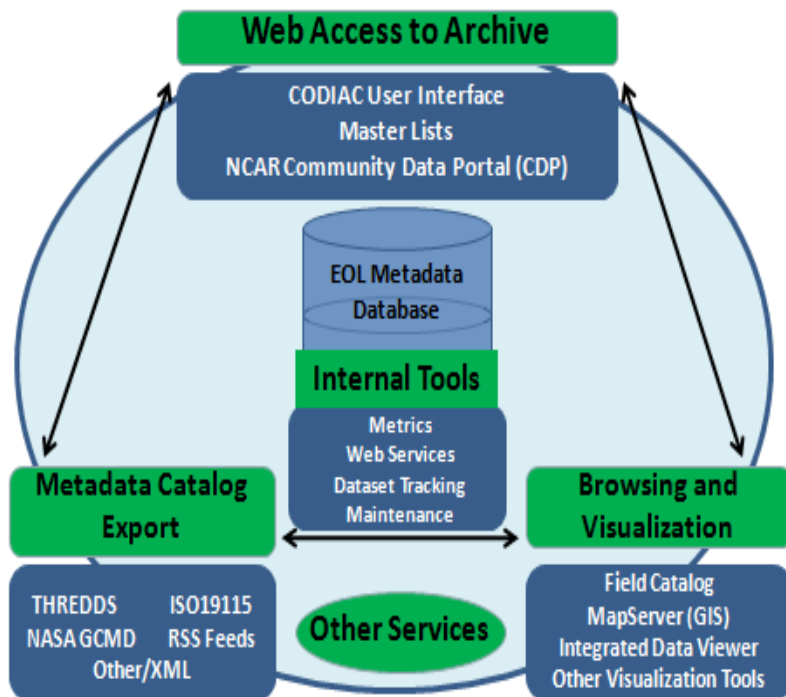 Web Access to Archive
CODIAC User Interface
Master Lists
NCAR Community Data Portal (CDP)
EOL Metadata
Database
Internal Tools
Metrics
Web Services
Dataset Tracking
Maintenance
Metadata Catalog
Export
THREDDS ISO19115
NASA GCMD RSS Feeds
Other/XML
Browsing and
Visualization
Field Catalog
MapServer (GIS)
Integrated Data Viewer
Other Visualization Tools
Other Services